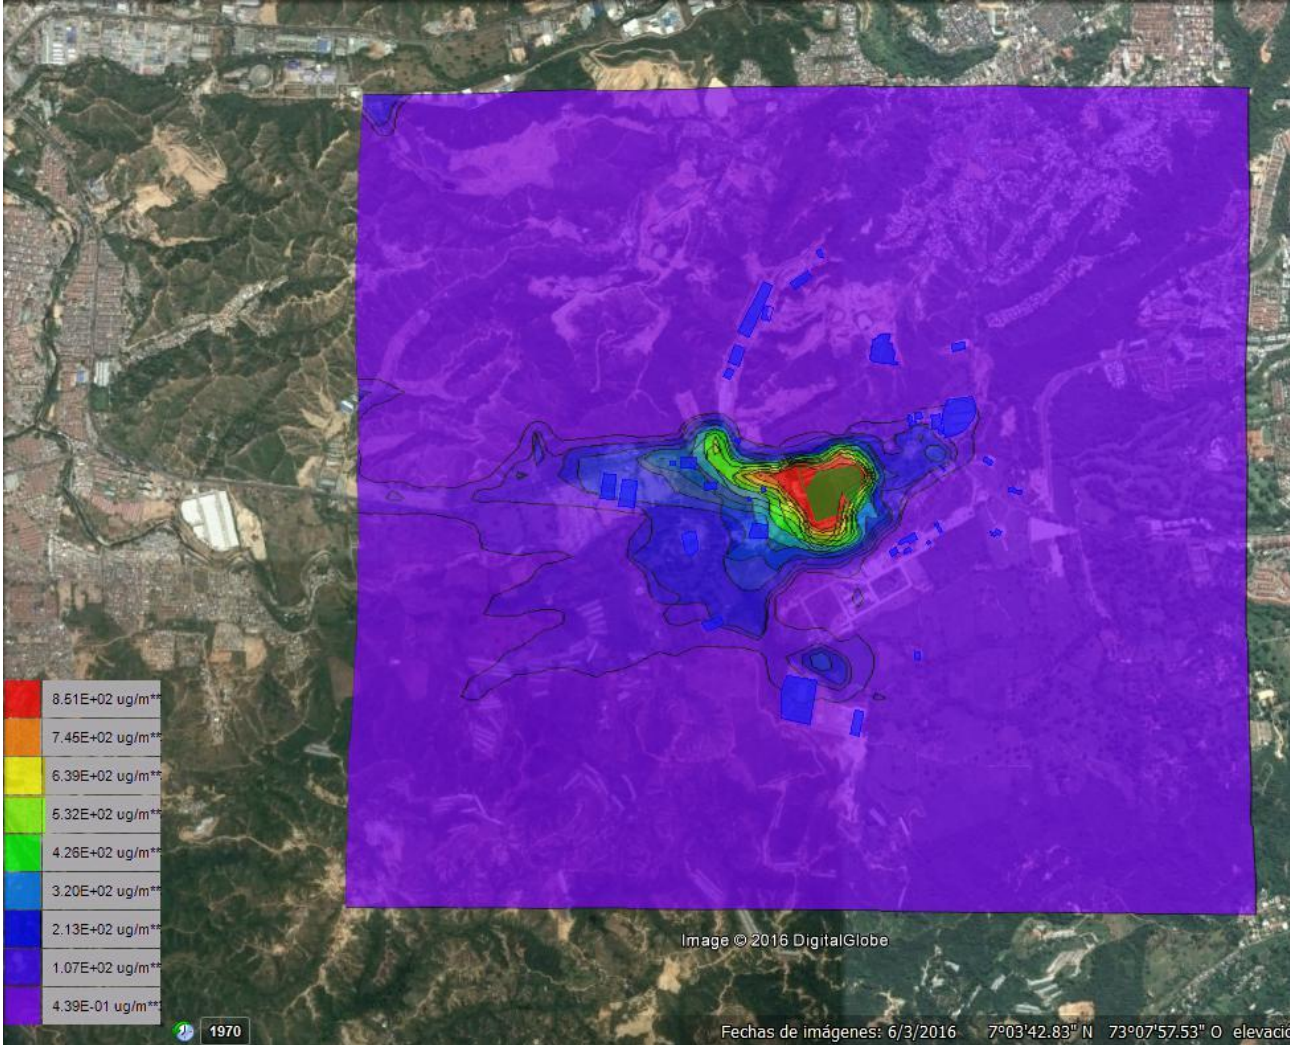 8.51E+02 ug/m**
7.45E+02 ug/m**
6.39E+02 ug/m**
5.32E+02 ug/m**
4.26E+02 ug/m**
3.20E+02 ug/m**
2.13E+02 ug/m**
1.07E+02 ug/m**
4.39E-01 ug/m**
Image © 2016 DigitalGlobe
1970
Fechas de imágenes: 6/3/2016 7°03'42.83" N 73°07'57.53" O elevació